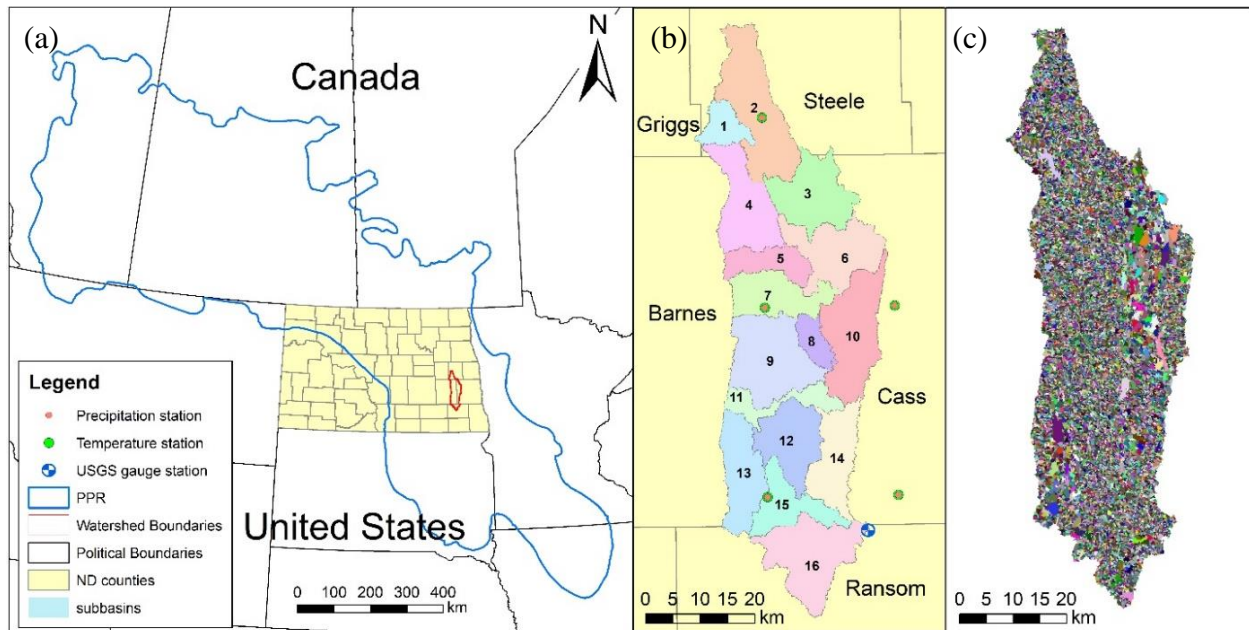 (a)
N
Canada
United States
Legend
Precipitation station
Temperature station
USGS gauge station
PPR
Watershed Boundaries
Political Boundaries
ND counties
subbasins
0 100 200 300 400
km
(b)
Griggs
Steele
Barnes
Cass
Ransom
1
2
3
4
5
6
7
8
9
10
11
12
13
14
15
16
0 5 10 15 20
km
(c)
0 5 10 15 20
km